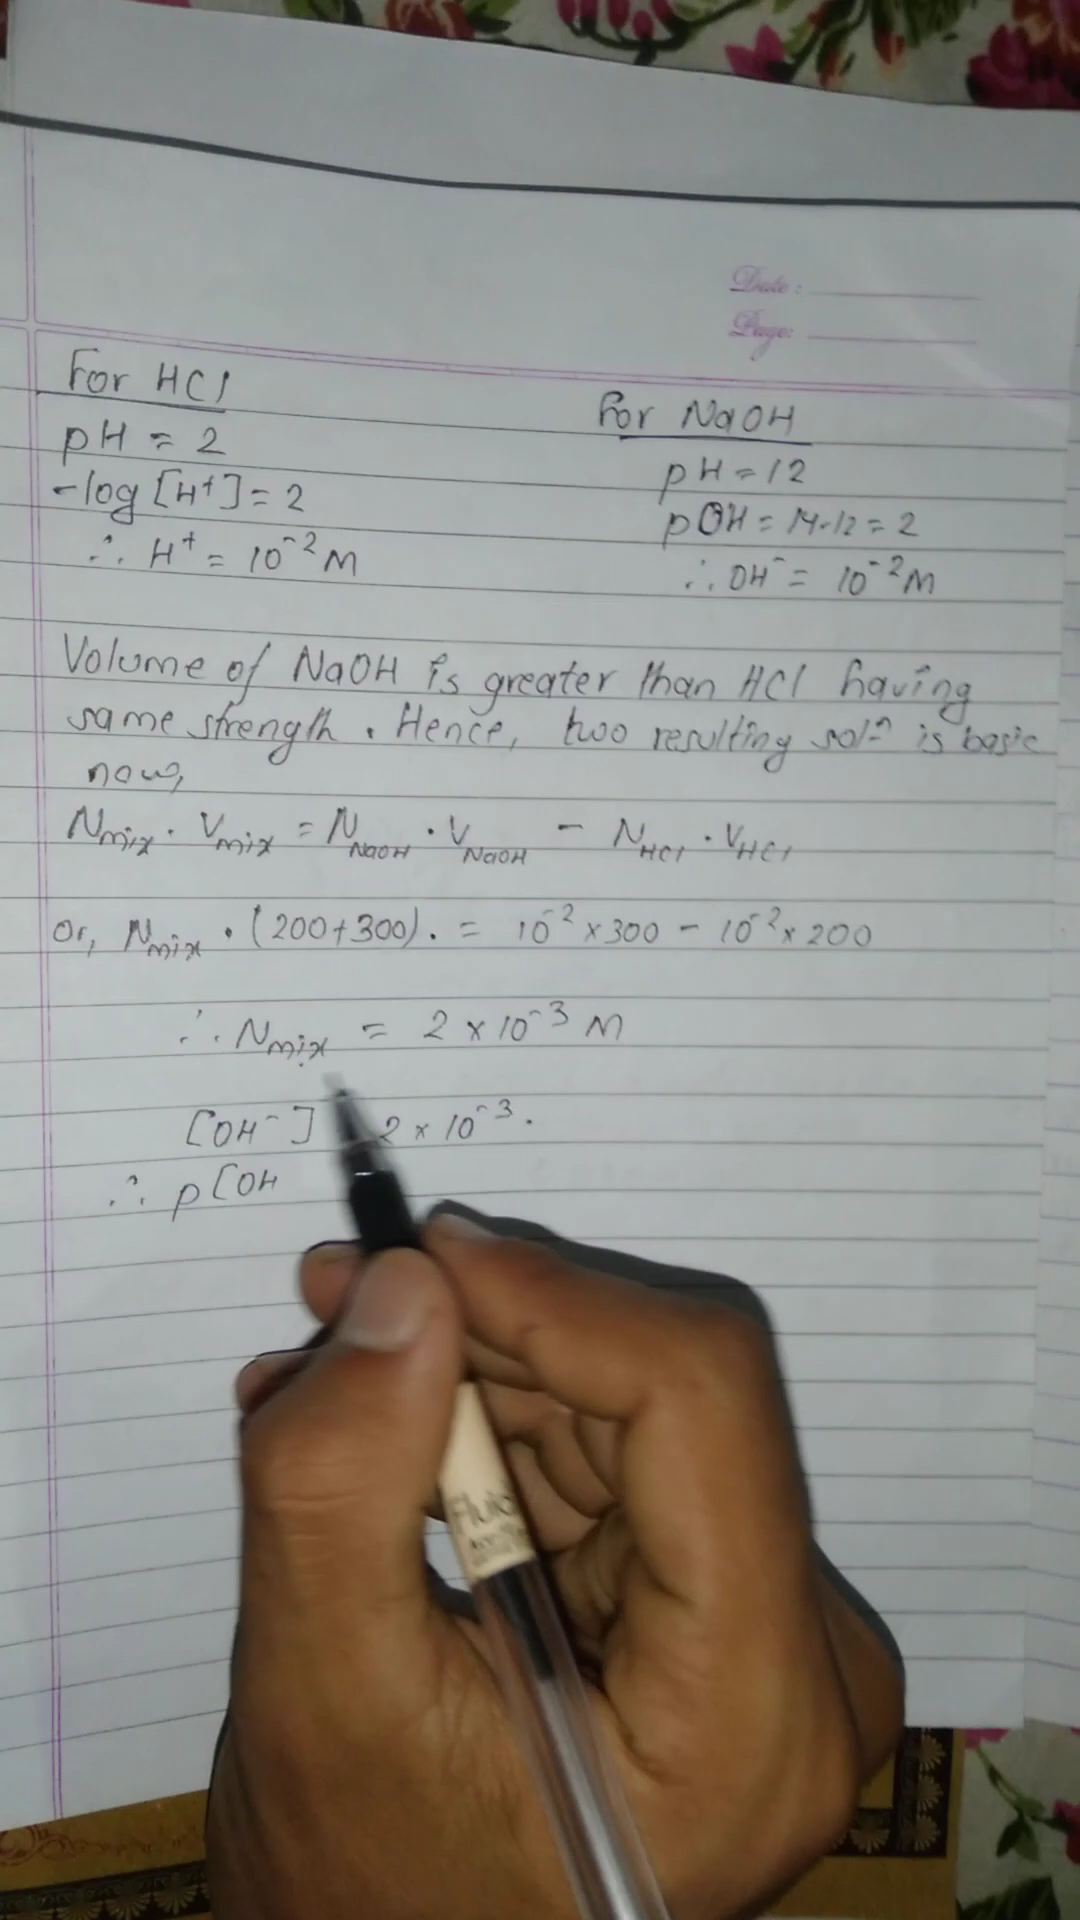 Date:
Page:
For HCl
pH = 2
-log [H+] = 2
∴ H+ = 10⁻² M
For NaOH
pH = 12
pOH = 14-12 = 2
∴ OH⁻ = 10⁻² M
Volume of NaOH is greater than HCl having
same strength. Hence, two resulting solⁿ is basic
now,
Nmix · Vmix = NNaOH · VNaOH - NHCl · VHCl
Or, Nmix · (200+300). = 10⁻² × 300 - 10⁻² × 200
∴ Nmix = 2 × 10⁻³ M
[OH⁻] 2 × 10⁻³.
∴ p[OH